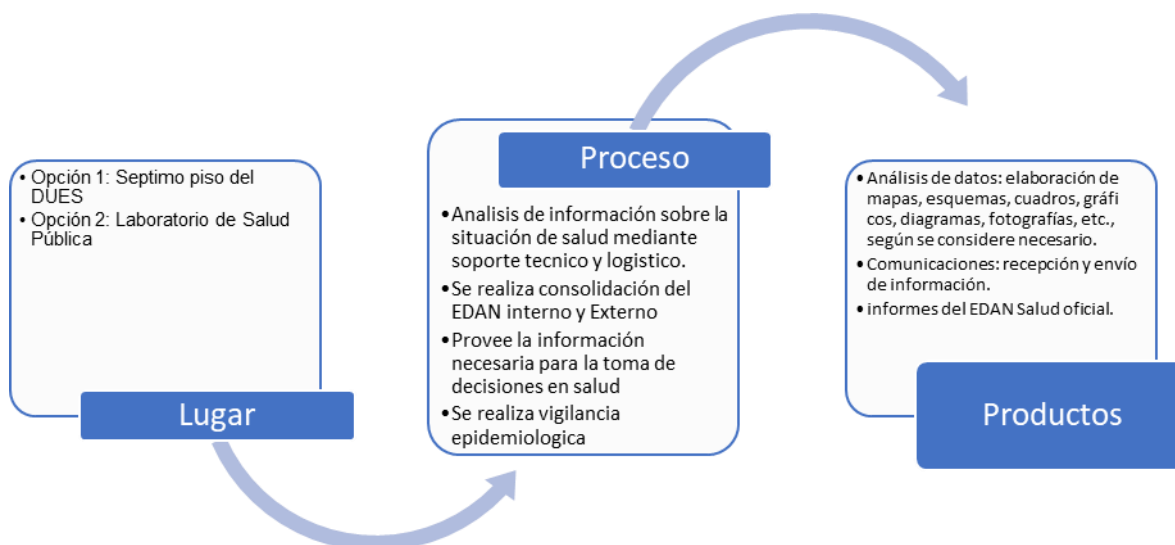 • Opción 1: Septimo piso del
DUES
• Opción 2: Laboratorio de Salud
Pública
Lugar
Proceso
•Analisis de información sobre la
situación de salud mediante
soporte tecnico y logistico.
•Se realiza consolidación del
EDAN interno y Externo
•Provee la información
necesaria para la toma de
decisiones en salud
•Se realiza vigilancia
epidemiologica
•Análisis de datos: elaboración de
mapas, esquemas, cuadros, gráfi
cos, diagramas, fotografías, etc.,
según se considere necesario.
•Comunicaciones: recepción y envío
de información.
•informes del EDAN Salud oficial.
Productos